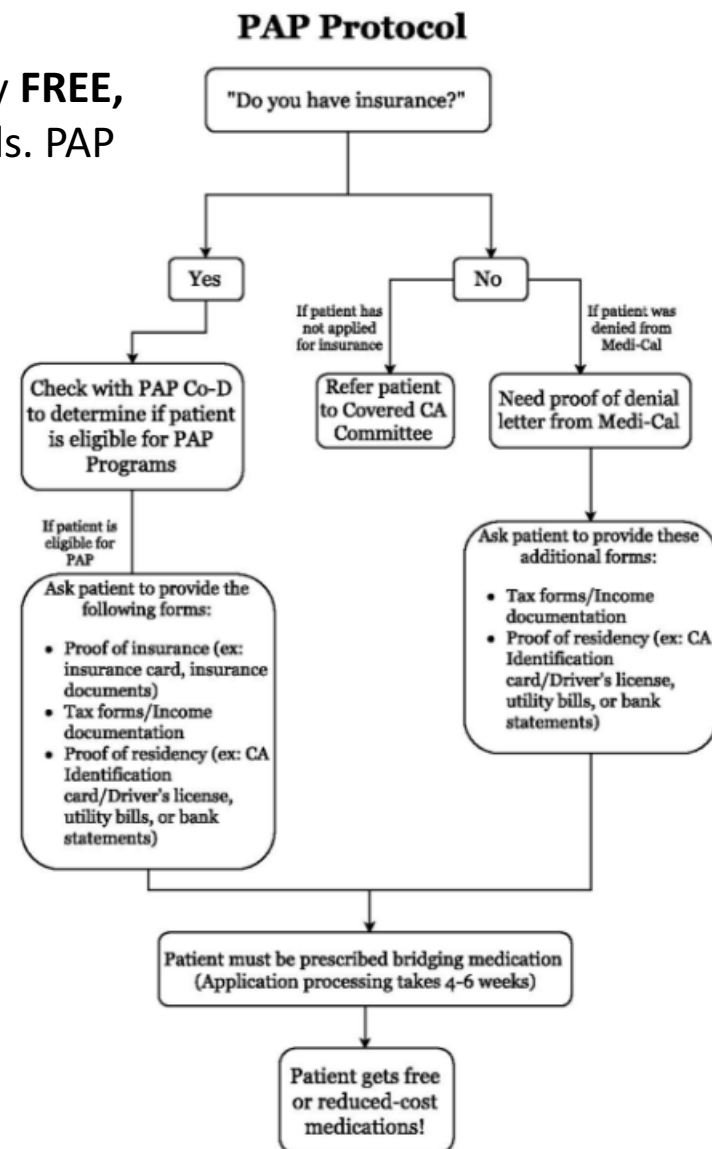 PAP Protocol
y FREE,
ls. PAP
"Do you have insurance?"
Yes
No
If patient has
not applied
for insurance
If patient was
denied from
Medi-Cal
Check with PAP Co-D
to determine if patient
is eligible for PAP
Programs
Refer patient
to Covered CA
Committee
Need proof of denial
letter from Medi-Cal
If patient is
eligible for
PAP
Ask patient to provide the
following forms:
• Proof of insurance (ex:
insurance card, insurance
documents)
• Tax forms/Income
documentation
• Proof of residency (ex: CA
Identification
card/Driver's license,
utility bills, or bank
statements)
Ask patient to provide these
additional forms:
• Tax forms/Income
documentation
• Proof of residency (ex: CA
Identification
card/Driver's license,
utility bills, or bank
statements)
Patient must be prescribed bridging medication
(Application processing takes 4-6 weeks)
Patient gets free
or reduced-cost
medications!